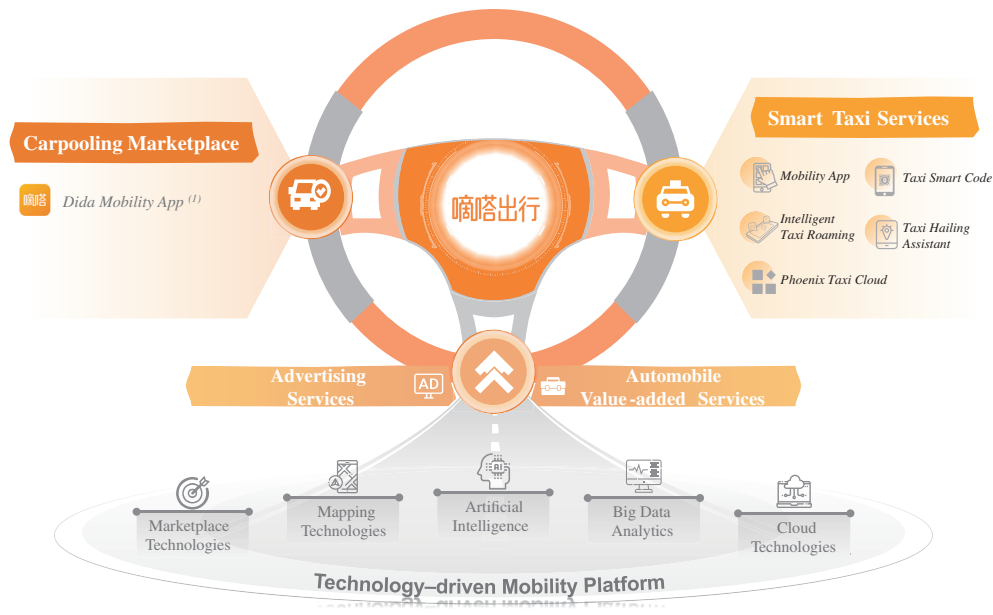 Carpooling Marketplace
嘀嗒
Dida Mobility App (1)
嘀嗒出行
Smart Taxi Services
Mobility App
Taxi Smart Code
Intelligent
Taxi Roaming
Taxi Hailing
Assistant
Phoenix Taxi Cloud
Advertising
Services
AD
Automobile
Value-added Services
Marketplace
Technologies
Mapping
Technologies
AI
Artificial
Intelligence
Big Data
Analytics
Cloud
Technologies
Technology–driven Mobility Platform